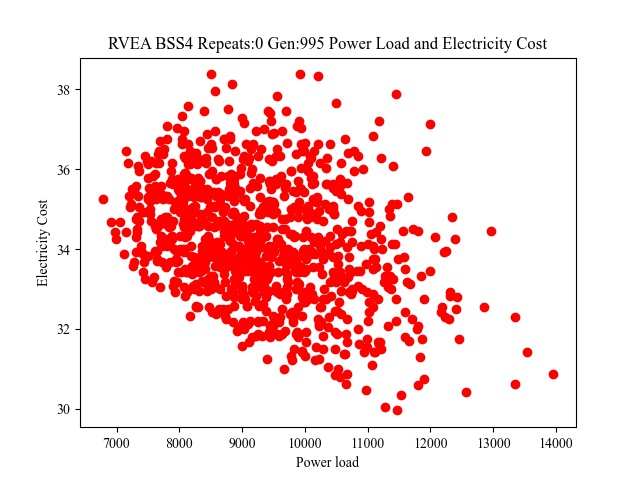 RVEA BSS4 Repeats:0 Gen:995 Power Load and Electricity Cost
38
36
34
32
30
Electricity Cost
7000 8000 9000 10000 11000 12000 13000 14000
Power load